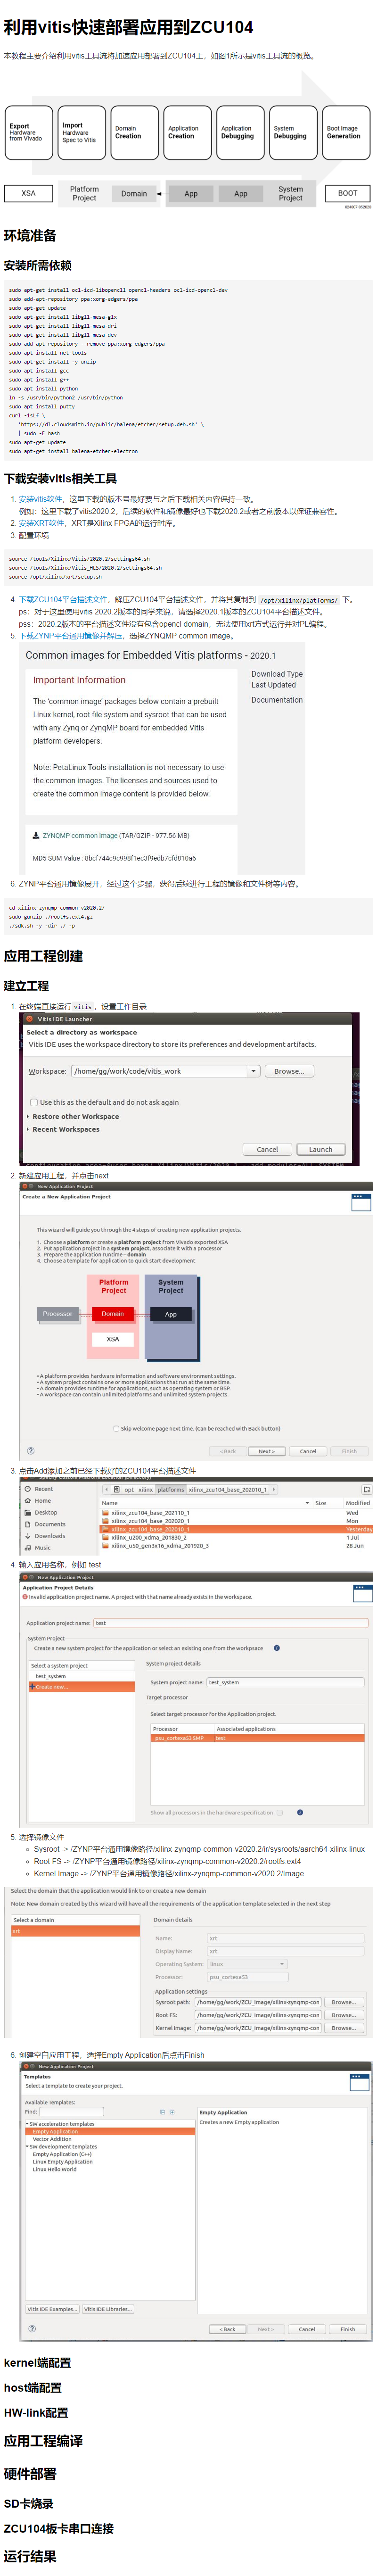 利用vitis快速部署应用到ZCU104
本教程主要介绍利用vitis工具流将加速应用部署到ZCU104上，如图1所示是vitis工具流的概览。
Export Hardware from Vivado
Import Hardware Spec to Vitis
Domain Creation
Application Creation
Application Debugging
System Debugging
Boot Image Generation
XSA
Platform Project
Domain
App
App
System Project
BOOT
环境准备
安装所需依赖
sudo apt-get install ocl-icd-libopencl1 opencl-headers ocl-icd-opencl-dev
sudo add-apt-repository ppa:xorg-edgers/ppa
sudo apt-get update
sudo apt-get install libgl1-mesa-glx
sudo apt-get install libgl1-mesa-dri
sudo apt-get install libgl1-mesa-dev
sudo add-apt-repository --remove ppa:xorg-edgers/ppa
sudo apt install net-tools
sudo apt-get install -y unzip
sudo apt install gcc
sudo apt install g++
sudo apt install python
ln -s /usr/bin/python2 /usr/bin/python
sudo apt install putty
curl -1sLf \
'https://dl.cloudsmith.io/public/balena/etcher/setup.deb.sh' \
| sudo -E bash
sudo apt-get update
sudo apt-get install balena-etcher-electron
下载安装vitis相关工具
1. 安装vitis软件，这里下载的版本号最好要与之后下载相关内容保持一致。
例如：这里下载了vitis2020.2，后续的软件和镜像最好也下载2020.2或者之前版本以保证兼容性。
2. 安装XRT软件，XRT是Xilinx FPGA的运行时库。
3. 配置环境
source /tools/Xilinx/Vitis/2020.2/settings64.sh
source /tools/Xilinx/Vitis_HLS/2020.2/settings64.sh
source /opt/xilinx/xrt/setup.sh
4. 下载ZCU104平台描述文件，解压ZCU104平台描述文件，并将其复制到 /opt/xilinx/platforms/ 下。
ps：对于这里使用vitis 2020.2版本的同学来说，请选择2020.1版本的ZCU104平台描述文件。
pss：2020.2版本的平台描述文件没有包含opencl domain，无法使用xrt方式运行并对PL编程。
5. 下载ZYNP平台通用镜像并解压，选择ZYNQMP common image。
Common images for Embedded Vitis platforms - 2020.1
Important Information
The 'common image' packages below contain a prebuilt Linux kernel, root file system and sysroot that can be used with any Zynq or ZynqMP board for embedded Vitis platform developers.
Note: PetaLinux Tools installation is not necessary to use the common images. The licenses and sources used to create the common image content is provided below.
Download Type
Last Updated
Documentation
ZYNQMP common image (TAR/GZIP - 977.56 MB)
MD5 SUM Value : 8bcf744c9c998f1ec3f9edb7cfd810a6
6. ZYNP平台通用镜像展开，经过这个步骤，获得后续进行工程的镜像和文件树等内容。
cd xilinx-zynqmp-common-v2020.2/
sudo gunzip ./rootfs.ext4.gz
./sdk.sh -y -dir ./ -p
应用工程创建
建立工程
1. 在终端直接运行 vitis ，设置工作目录
Vitis IDE Launcher
Select a directory as workspace
Vitis IDE uses the workspace directory to store its preferences and development artifacts.
Workspace: /home/gg/work/code/vitis_work Browse...
Use this as the default and do not ask again
Restore other Workspace
Recent Workspaces
Cancel Launch
2. 新建应用工程，并点击next
New Application Project
Create a New Application Project
This wizard will guide you through the 4 steps of creating new application projects.
1. Choose a platform or create a platform project from Vivado exported XSA
2. Put application project in a system project, associate it with a processor
3. Prepare the application runtime - domain
4. Choose a template for application to quick start development
Platform Project
System Project
Processor
Domain
App
XSA
• A platform provides hardware information and software environment settings.
• A system project contains one or more applications that run at the same time.
• A domain provides runtime for applications, such as operating system or BSP.
• A workspace can contain unlimited platforms and unlimited system projects.
Skip welcome page next time. (Can be reached with Back button)
< Back Next > Cancel Finish
3. 点击Add添加之前已经下载好的ZCU104平台描述文件
Recent
Home
Desktop
Documents
Downloads
Music
opt xilinx platforms xilinx_zcu104_base_202010_1
Name Size Modified
xilinx_zcu104_base_202110_1 Wed
xilinx_zcu104_base_202020_1 Mon
xilinx_zcu104_base_202010_1 Yesterday
xilinx_u200_xdma_201830_2 1 Jul
xilinx_u50_gen3x16_xdma_201920_3 28 Jun
4. 输入应用名称，例如 test
New Application Project
Application Project Details
Invalid application project name. A project with that name already exists in the workspace.
Application project name: test
System Project
Create a new system project for the application or select an existing one from the workspace
Select a system project
test_system
Create new...
System project details
System project name: test_system
Target processor
Select target processor for the Application project.
Processor Associated applications
psu_cortexa53 SMP test
Show all processors in the hardware specification
5. 选择镜像文件
Sysroot -> /ZYNP平台通用镜像路径/xilinx-zynqmp-common-v2020.2/ir/sysroots/aarch64-xilinx-linux
Root FS -> /ZYNP平台通用镜像路径/xilinx-zynqmp-common-v2020.2/rootfs.ext4
Kernel Image -> /ZYNP平台通用镜像路径/xilinx-zynqmp-common-v2020.2/Image
Select the domain that the application would link to or create a new domain
Note: New domain created by this wizard will have all the requirements of the application template selected in the next step
Select a domain
xrt
Domain details
Name: xrt
Display Name: xrt
Operating System: linux
Processor: psu_cortexa53
Application settings
Sysroot path: /home/gg/work/ZCU_image/xilinx-zynqmp-con Browse...
Root FS: /home/gg/work/ZCU_image/xilinx-zynqmp-con Browse...
Kernel Image: /home/gg/work/ZCU_image/xilinx-zynqmp-con Browse...
6. 创建空白应用工程，选择Empty Application后点击Finish
New Application Project
Templates
Select a template to create your project.
Available Templates:
Find:
SW acceleration templates
Empty Application
Vector Addition
SW development templates
Empty Application (C++)
Linux Empty Application
Linux Hello World
Empty Application
Creates a new Empty application
Vitis IDE Examples... Vitis IDE Libraries...
< Back Next > Cancel Finish
kernel端配置
host端配置
HW-link配置
应用工程编译
硬件部署
SD卡烧录
ZCU104板卡串口连接
运行结果